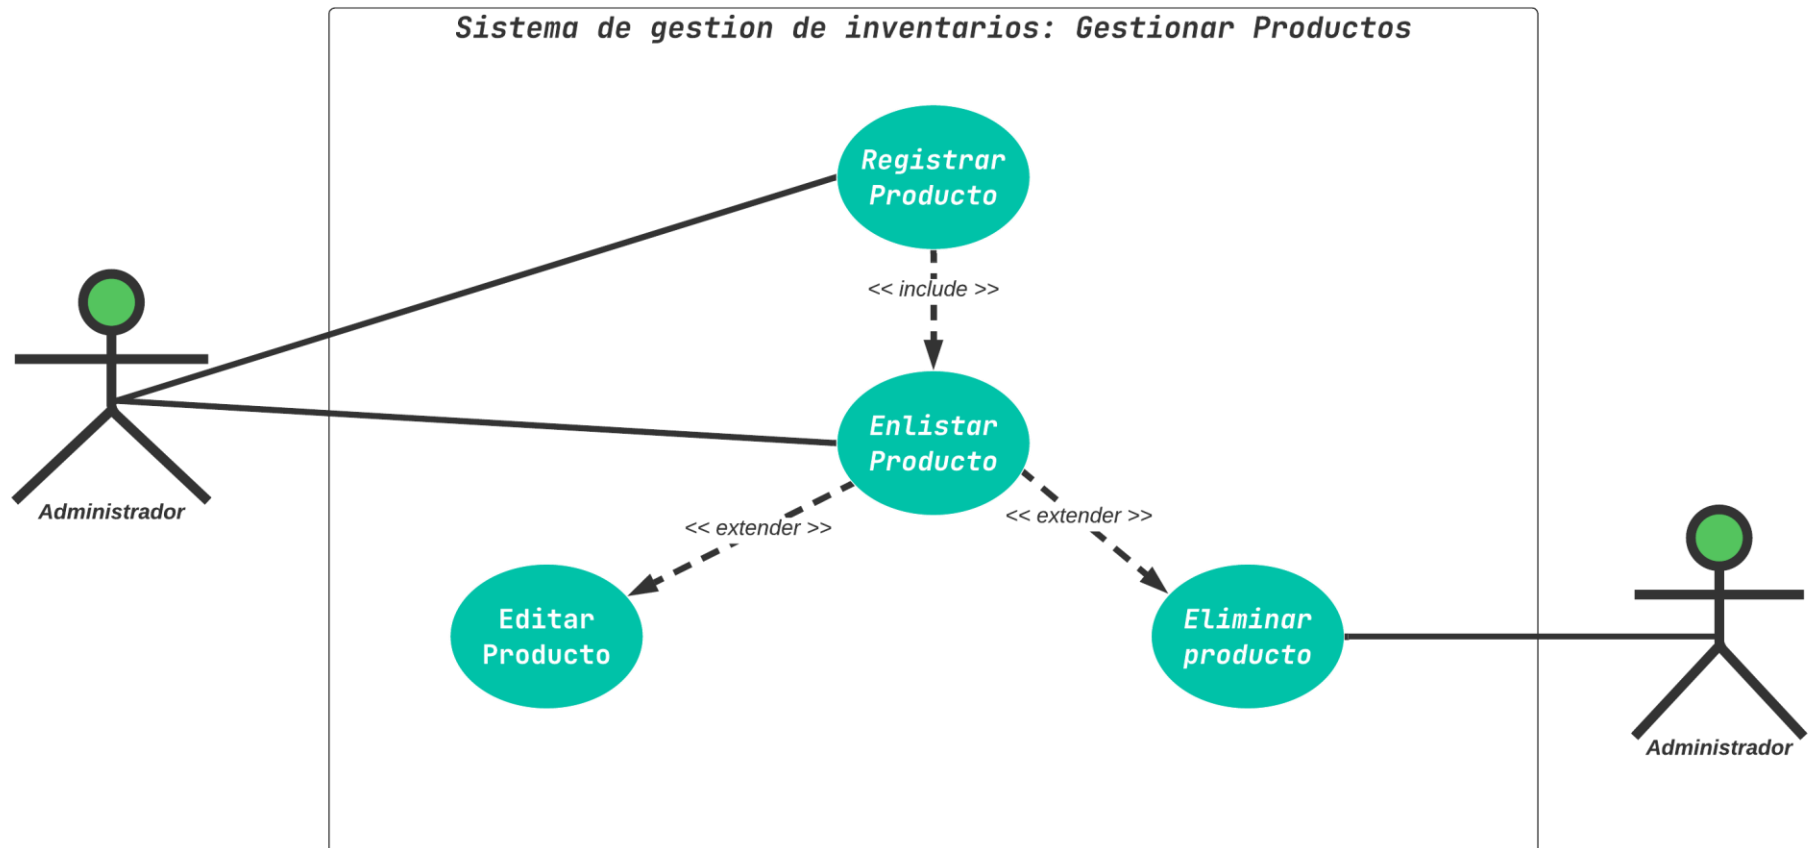 Sistema de gestion de inventarios: Gestionar Productos
Registrar
Producto
<< include >>
Enlistar
Producto
Administrador
<< extender >>
<< extender >>
Editar
Producto
Eliminar
producto
Administrador